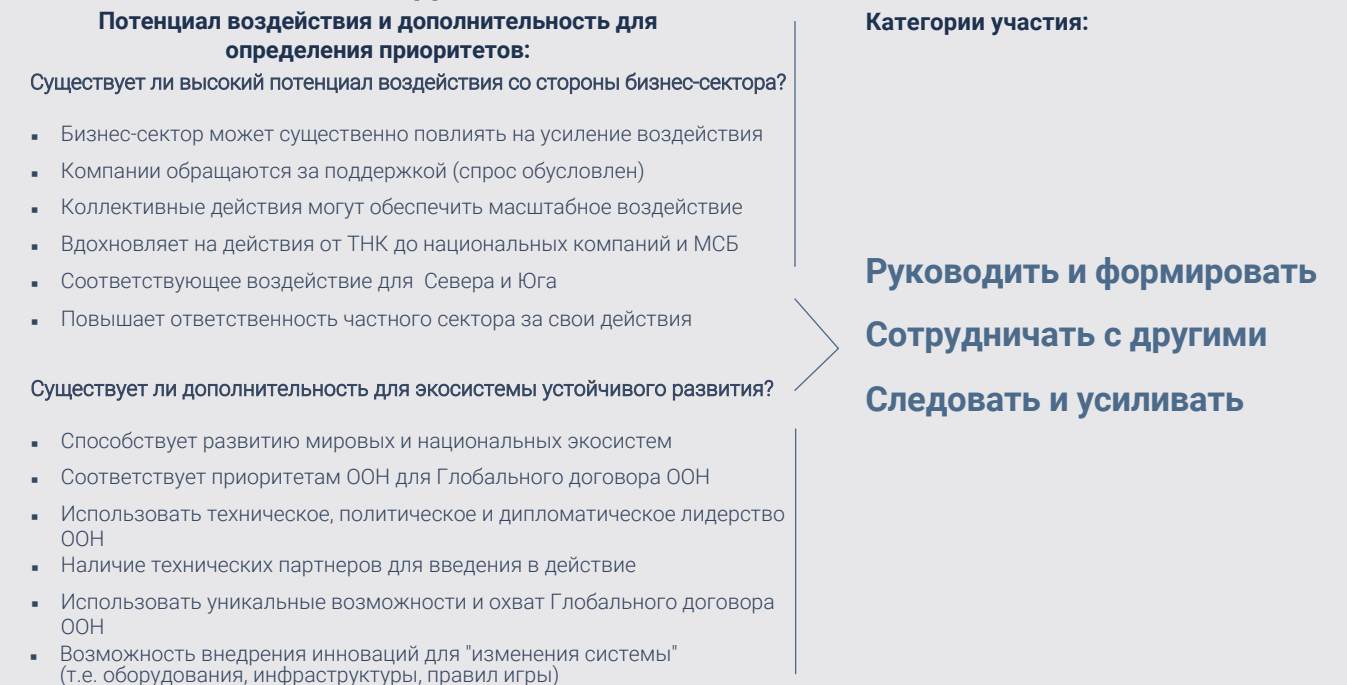 Потенциал воздействия и дополнительность для
определения приоритетов:
Существует ли высокий потенциал воздействия со стороны бизнес-сектора?
▪ Бизнес-сектор может существенно повлиять на усиление воздействия
▪ Компании обращаются за поддержкой (спрос обусловлен)
▪ Коллективные действия могут обеспечить масштабное воздействие
▪ Вдохновляет на действия от ТНК до национальных компаний и МСБ
▪ Соответствующее воздействие для Севера и Юга
▪ Повышает ответственность частного сектора за свои действия
Существует ли дополнительность для экосистемы устойчивого развития?
▪ Способствует развитию мировых и национальных экосистем
▪ Соответствует приоритетам ООН для Глобального договора ООН
▪ Использовать техническое, политическое и дипломатическое лидерство
ООН
▪ Наличие технических партнеров для введения в действие
▪ Использовать уникальные возможности и охват Глобального договора
ООН
▪ Возможность внедрения инноваций для "изменения системы"
(т.е. оборудования, инфраструктуры, правил игры)
Категории участия:
Руководить и формировать
Сотрудничать с другими
Следовать и усиливать